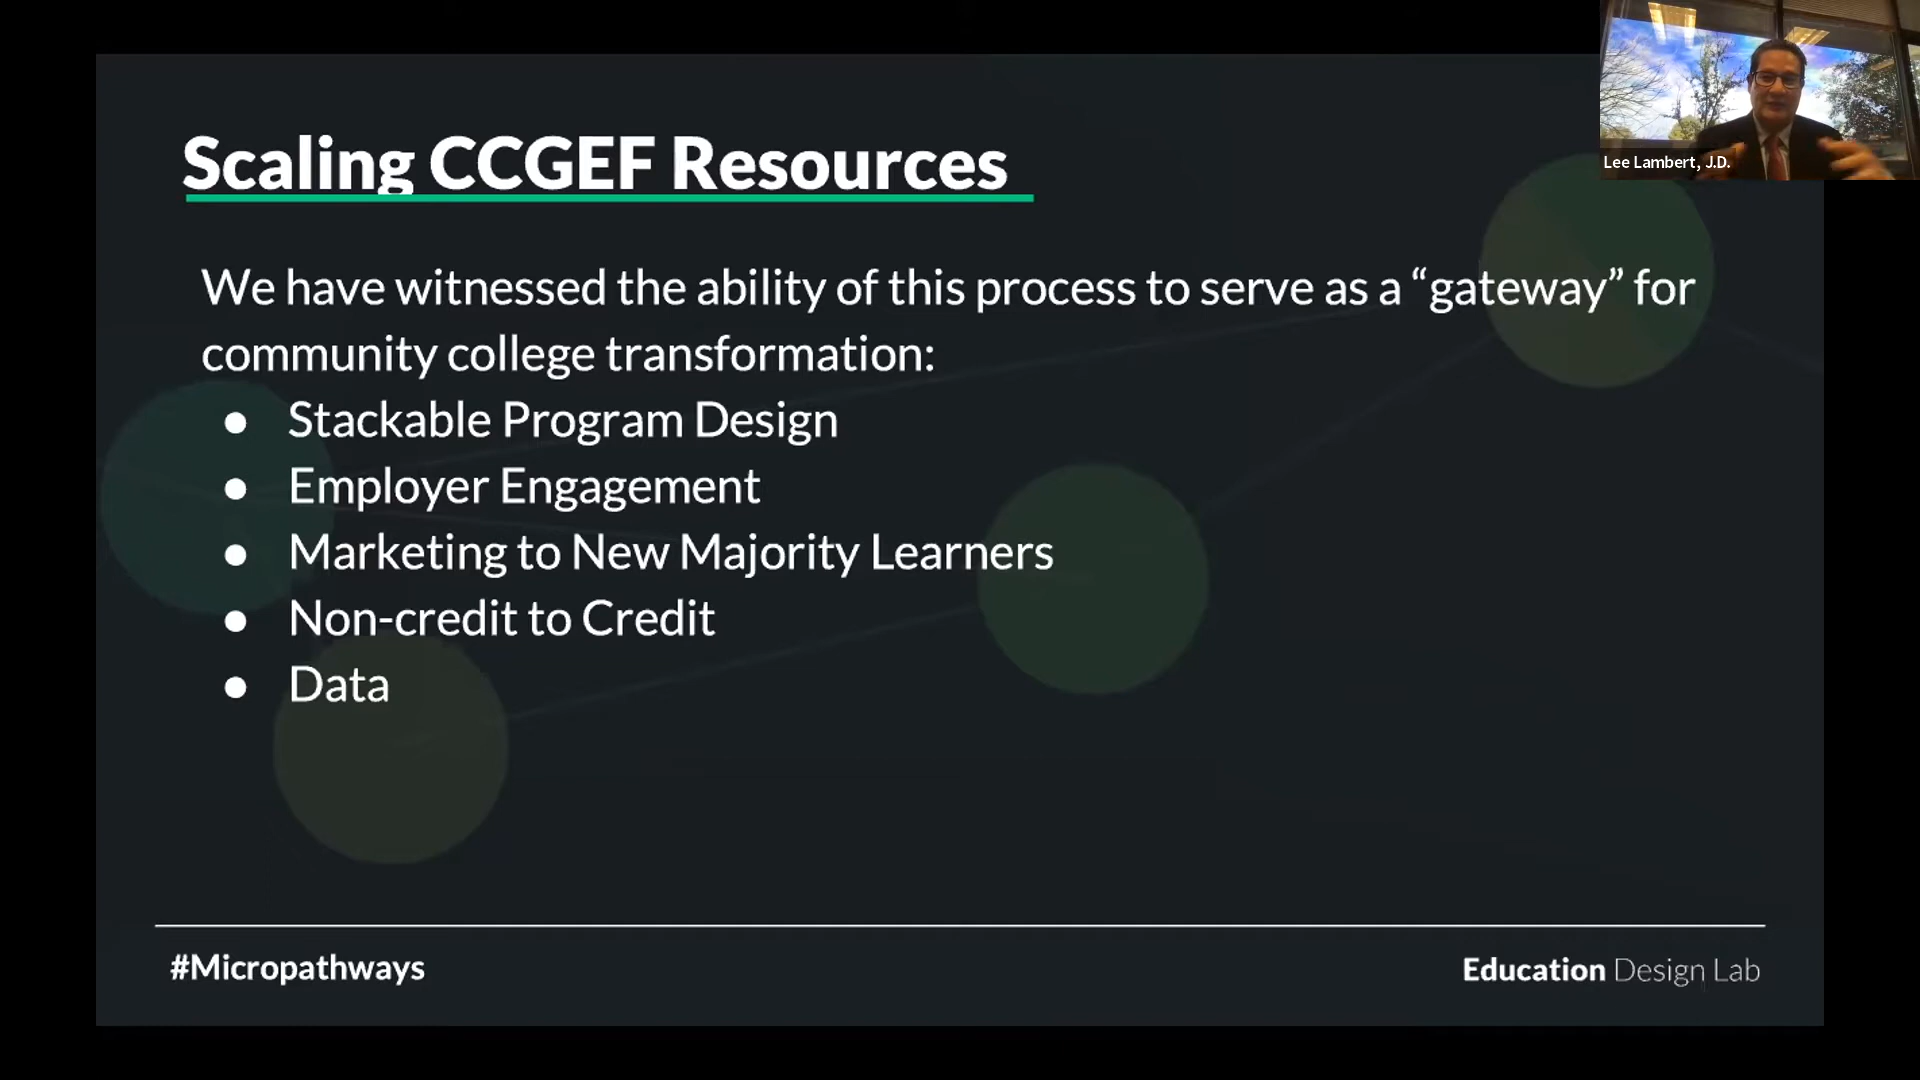 Scaling CCGEF Resources
Lee Lambert, J.D.
We have witnessed the ability of this process to serve as a “gateway” for
community college transformation:
● Stackable Program Design
● Employer Engagement
● Marketing to New Majority Learners
● Non-credit to Credit
● Data
#Micropathways
Education Design Lab